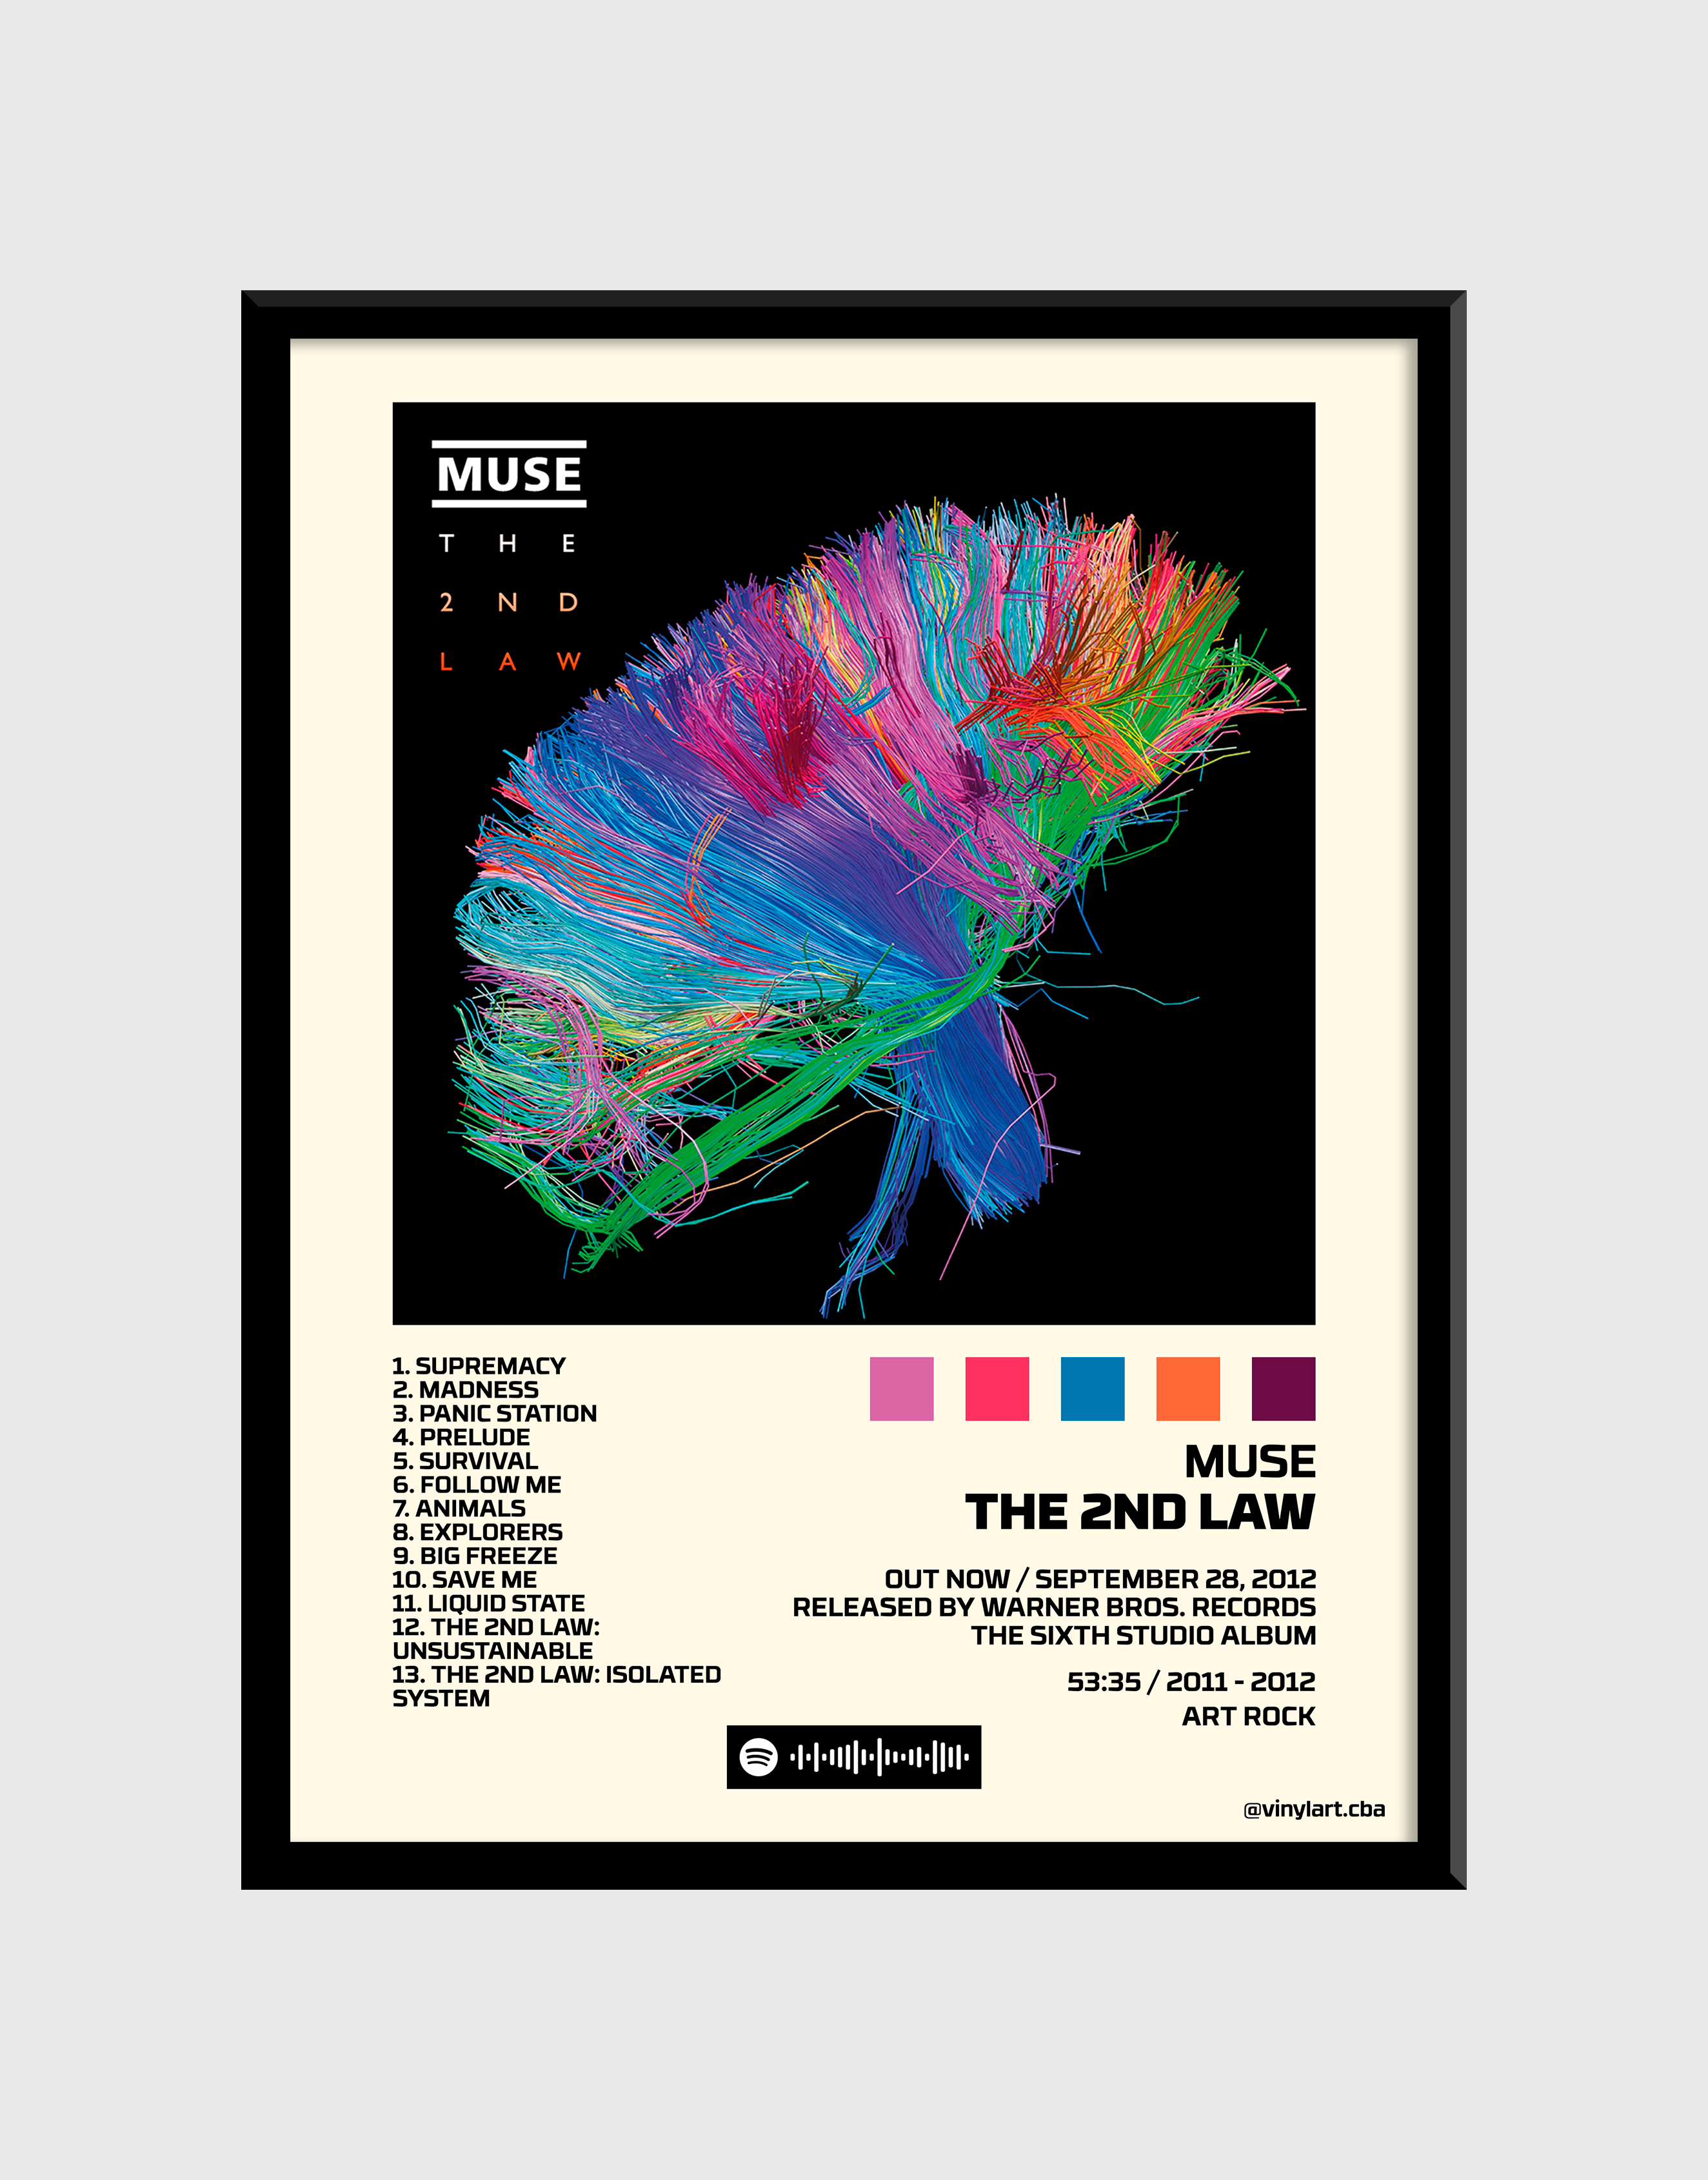 MUSE
THE
2ND
LAW
1. SUPREMACY
2. MADNESS
3. PANIC STATION
4. PRELUDE
5. SURVIVAL
6. FOLLOW ME
7. ANIMALS
8. EXPLORERS
9. BIG FREEZE
10. SAVE ME
11. LIQUID STATE
12. THE 2ND LAW:
UNSUSTAINABLE
13. THE 2ND LAW: ISOLATED
SYSTEM
MUSE
THE 2ND LAW
OUT NOW / SEPTEMBER 28, 2012
RELEASED BY WARNER BROS. RECORDS
THE SIXTH STUDIO ALBUM
53:35 / 2011 - 2012
ART ROCK
@vinylart.cba